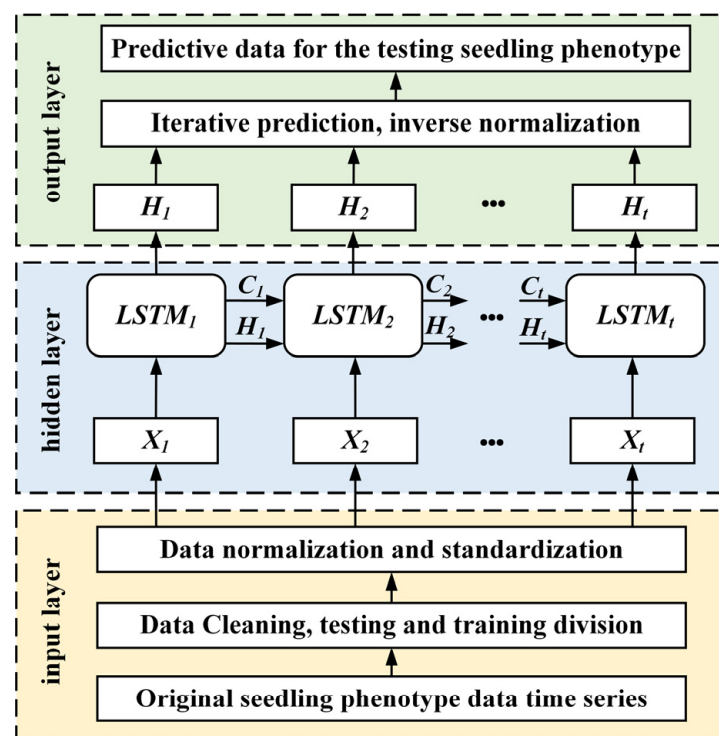 output layer
Predictive data for the testing seedling phenotype
Iterative prediction, inverse normalization
H1 H2 ... Ht
hidden layer
LSTM1 C1 H1 LSTM2 C2 H2 ... Ct Ht LSTMt
X1 X2 ... Xt
input layer
Data normalization and standardization
Data Cleaning, testing and training division
Original seedling phenotype data time series